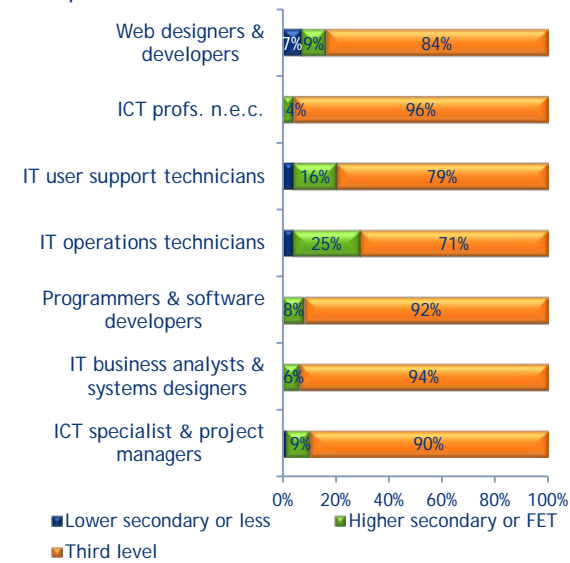 Web designers &
developers
7% 9% 84%
ICT profs. n.e.c.
4% 96%
IT user support technicians
16% 79%
IT operations technicians
25% 71%
Programmers & software
developers
8% 92%
IT business analysts &
systems designers
6% 94%
ICT specialist & project
managers
9% 90%
0% 20% 40% 60% 80% 100%
Lower secondary or less Higher secondary or FET
Third level